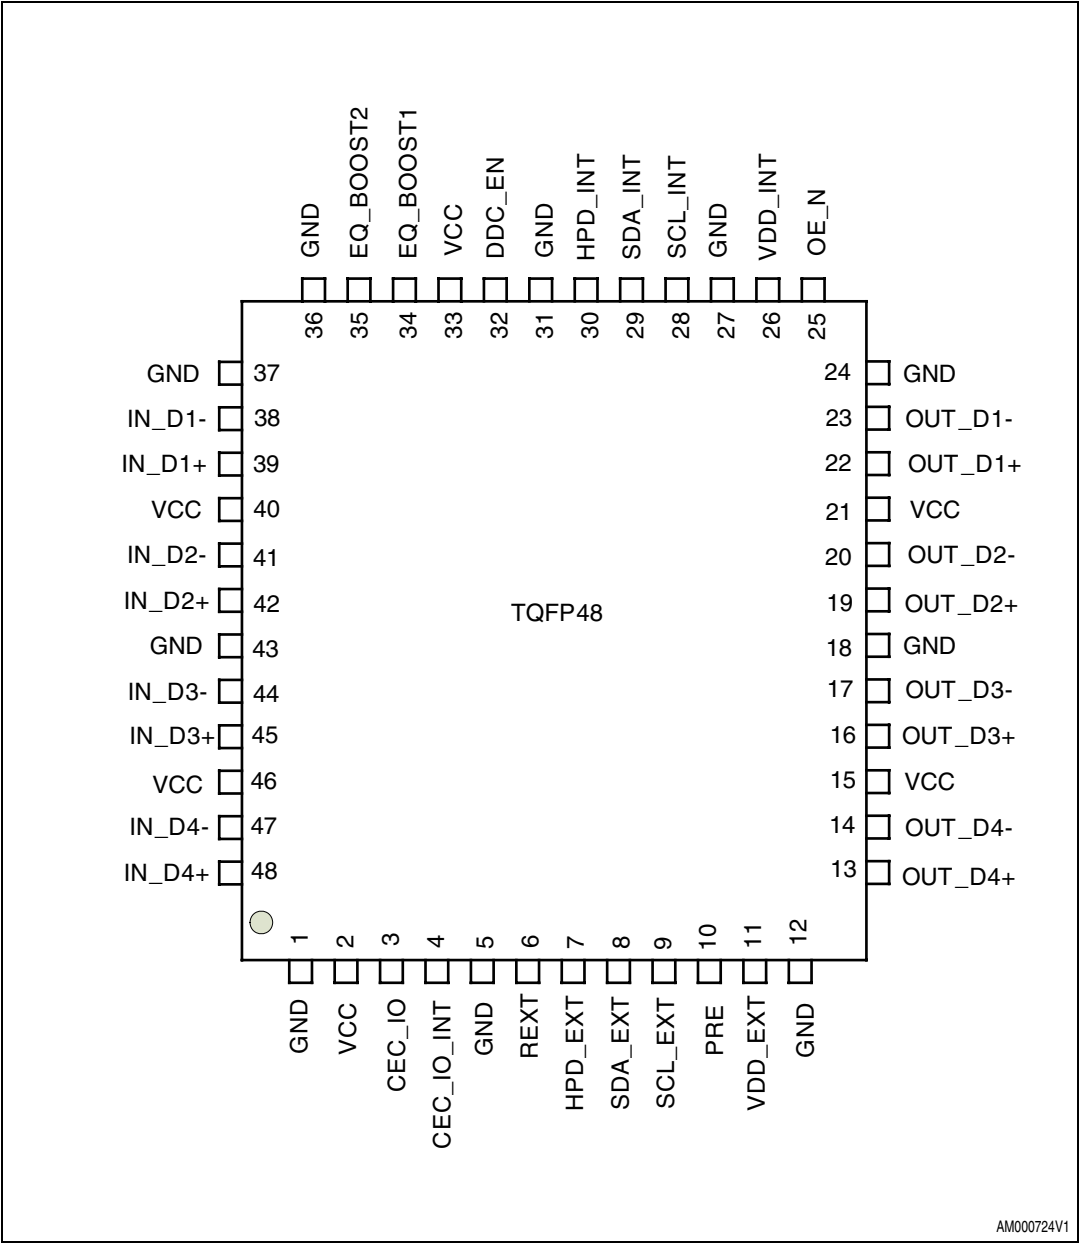 GND
EQ_BOOST2
EQ_BOOST1
VCC
DDC_EN
GND
HPD_INT
SDA_INT
SCL_INT
GND
VDD_INT
OE_N
36
35
34
33
32
31
30
29
28
27
26
25
GND 37
IN_D1- 38
IN_D1+ 39
VCC 40
IN_D2- 41
IN_D2+ 42
GND 43
IN_D3- 44
IN_D3+ 45
VCC 46
IN_D4- 47
IN_D4+ 48
TQFP48
24 GND
23 OUT_D1-
22 OUT_D1+
21 VCC
20 OUT_D2-
19 OUT_D2+
18 GND
17 OUT_D3-
16 OUT_D3+
15 VCC
14 OUT_D4-
13 OUT_D4+
1
2
3
4
5
6
7
8
9
10
11
12
GND
VCC
CEC_IO
CEC_IO_INT
GND
REXT
HPD_EXT
SDA_EXT
SCL_EXT
PRE
VDD_EXT
GND
AM000724V1